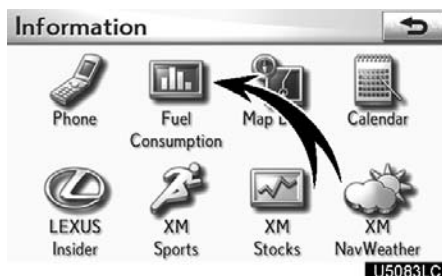 Information
Phone
Fuel
Consumption
Map
Calendar
LEXUS
Insider
XM
Sports
XM
Stocks
XM
NavWeather
U5083LC